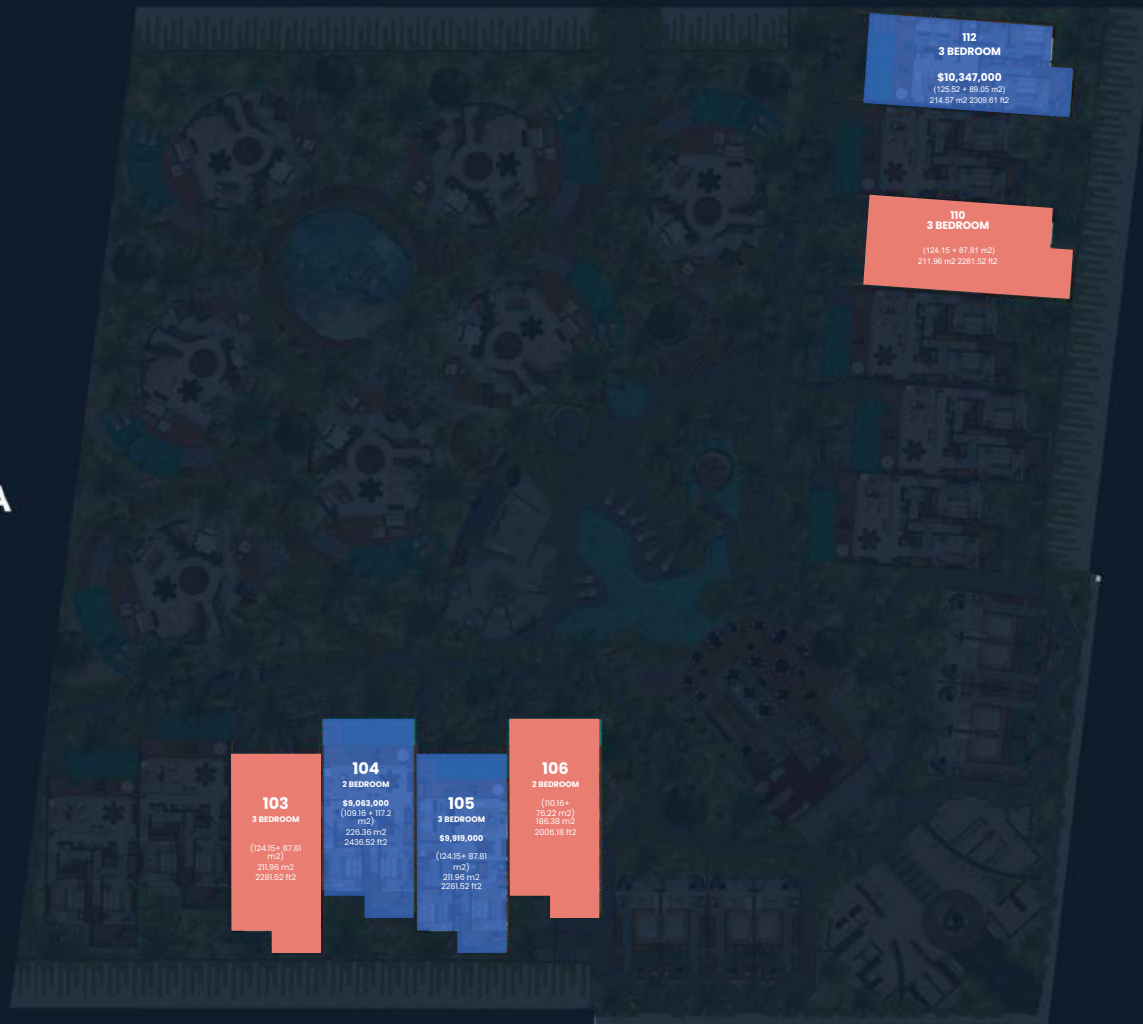 112
3 BEDROOM
$10,347,000
(125.52 + 89.05 m2)
214.57 m2 2309.61 ft2
110
3 BEDROOM
(124.15 + 87.81 m2)
211.96 m2 2281.52 ft2
A
103
3 BEDROOM
(124.15+ 87.81
m2)
211.96 m2
2281.52 ft2
104
2 BEDROOM
$9,063,000
(109.16 + 117.2
m2)
226.36 m2
2436.52 ft2
105
3 BEDROOM
$9,919,000
(124.15+ 87.81
m2)
211.96 m2
2281.52 ft2
106
2 BEDROOM
(110.16+
76.22 m2)
186.38 m2
2006.18 ft2